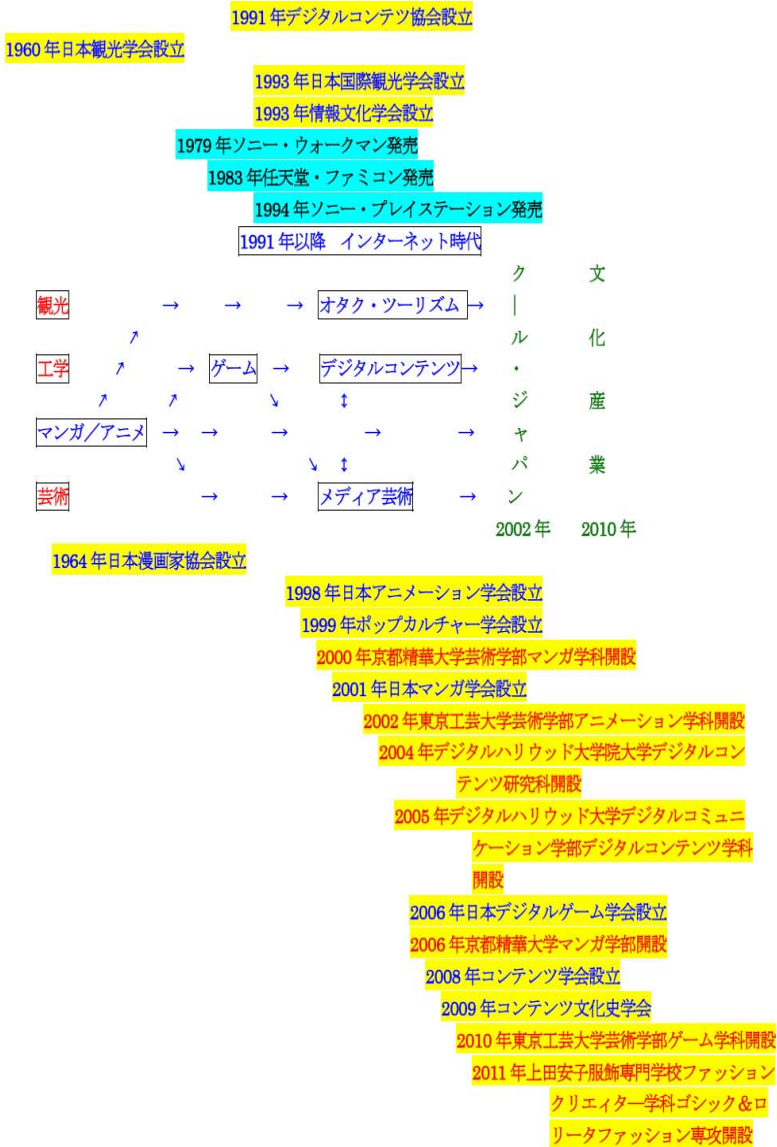 1991年デジタルコンテツ協会設立
1960年日本観光学会設立
1993年日本国際観光学会設立
1993年情報文化学会設立
1979年ソニー・ウォークマン発売
1983年任天堂・ファミコン発売
1994年ソニー・プレイステーション発売
1991年以降　インターネット時代
ク　文
観光　→　→　→　オタク・ツーリズム　→　｜
↗　ル　化
工学　↗　→　ゲーム　→　デジタルコンテンツ　→　・
↗　↗　↘　↕　ジ　産
マンガ／アニメ　→　→　→　→　→　ャ
↘　↘　↕　パ　業
芸術　→　→　メディア芸術　→　ン
2002年　2010年
1964年日本漫画家協会設立
1998年日本アニメーション学会設立
1999年ポップカルチャー学会設立
2000年京都精華大学芸術学部マンガ学科開設
2001年日本マンガ学会設立
2002年東京工芸大学芸術学部アニメーション学科開設
2004年デジタルハリウッド大学院大学デジタルコン
テンツ研究科開設
2005年デジタルハリウッド大学デジタルコミュニ
ケーション学部デジタルコンテンツ学科
開設
2006年日本デジタルゲーム学会設立
2006年京都精華大学マンガ学部開設
2008年コンテンツ学会設立
2009年コンテンツ文化史学会
2010年東京工芸大学芸術学部ゲーム学科開設
2011年上田安子服飾専門学校ファッション
クリエィター学科ゴシック＆ロ
リータファッション専攻開設